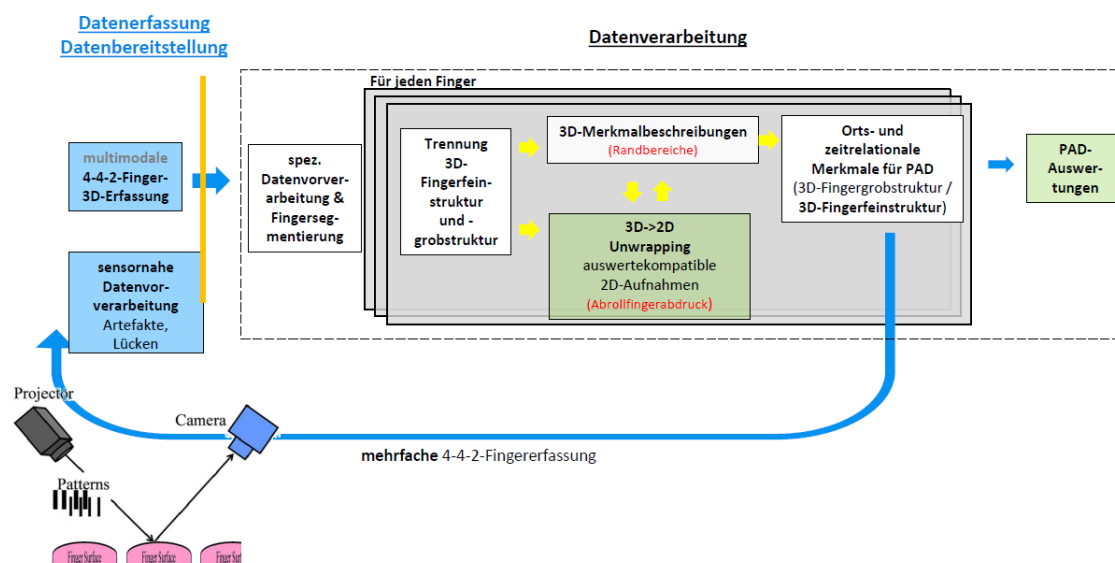 Datenerfassung
Datenbereitstellung
Datenverarbeitung
Für jeden Finger
multimodale
4-4-2-Finger-
3D-Erfassung
sensornahe
Datenvor-
verarbeitung
Artefakte,
Lücken
spez.
Datenvorver-
arbeitung &
Fingerseg-
mentierung
Trennung
3D-
Fingerfein-
struktur
und -
grobstruktur
3D-Merkmalbeschreibungen
(Randbereiche)
3D->2D
Unwrapping
auswertekompatible
2D-Aufnahmen
(Abrollfingerabdruck)
Orts- und
zeitrelationale
Merkmale für PAD
(3D-Fingergrobstruktur /
3D-Fingerfeinstruktur)
PAD-
Auswer-
tungen
mehrfache 4-4-2-Fingererfassung
Projector
Camera
Patterns
Finger Surface
Finger Surface
Finger Surf